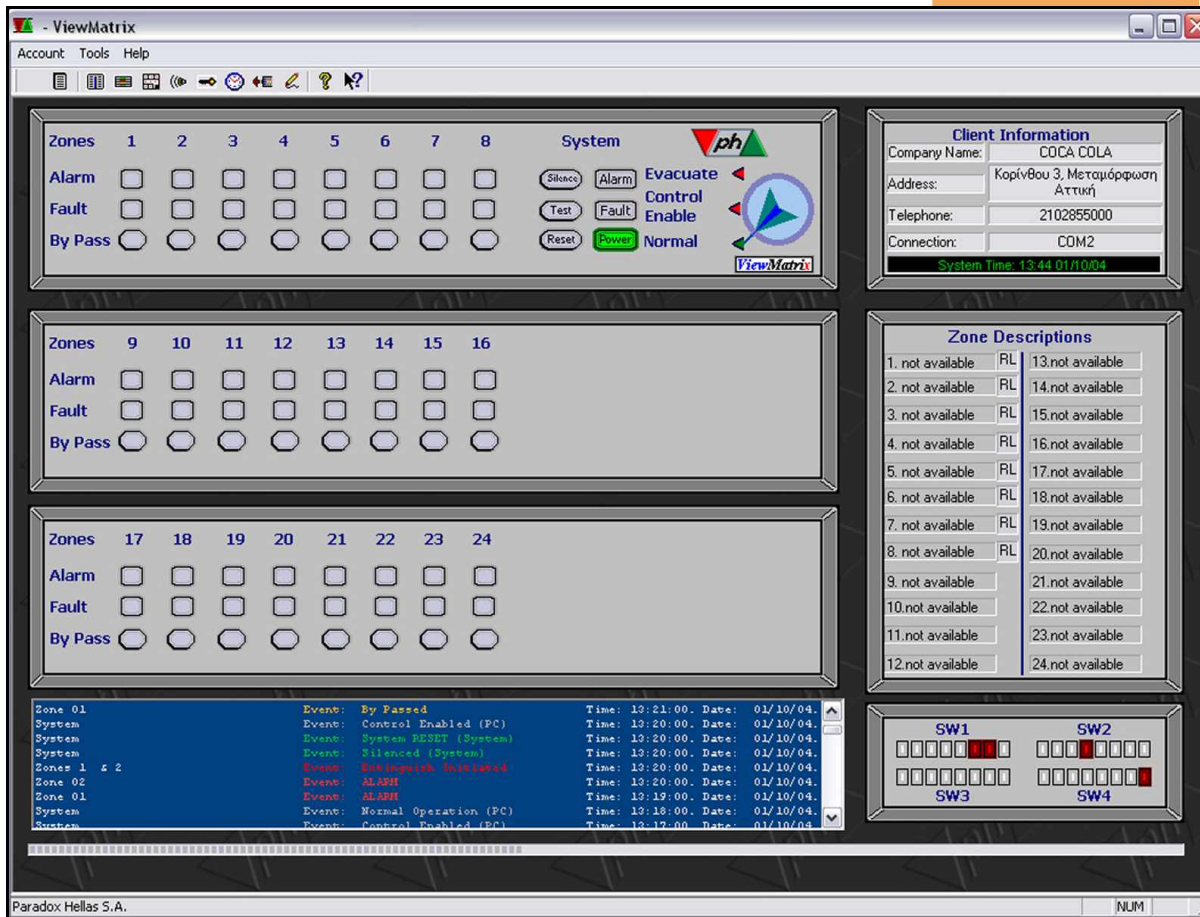 - ViewMatrix
Account Tools Help
Zones 1 2 3 4 5 6 7 8 System ph
Alarm Silence Alarm Evacuate
Fault Test Fault Control Enable
By Pass Reset Power Normal
ViewMatrix
Client Information
Company Name: COCA COLA
Address: Κορίνθου 3, Μεταμόρφωση
Αττική
Telephone: 2102855000
Connection: COM2
System Time: 13:44 01/10/04
Zones 9 10 11 12 13 14 15 16
Alarm
Fault
By Pass
Zones 17 18 19 20 21 22 23 24
Alarm
Fault
By Pass
Zone Descriptions
1. not available RL 13.not available
2. not available RL 14.not available
3. not available RL 15.not available
4. not available RL 16.not available
5. not available RL 17.not available
6. not available RL 18.not available
7. not available RL 19.not available
8. not available RL 20.not available
9. not available 21.not available
10.not available 22.not available
11.not available 23.not available
12.not available 24.not available
Zone 01 Event: By Passed Time: 13:21:00. Date: 01/10/04.
System Event: Control Enabled (PC) Time: 13:20:00. Date: 01/10/04.
System Event: System RESET (System) Time: 13:20:00. Date: 01/10/04.
System Event: Silenced (System) Time: 13:20:00. Date: 01/10/04.
Zones 1 & 2 Event: Extinguish Initiated Time: 13:20:00. Date: 01/10/04.
Zone 02 Event: ALARM Time: 13:20:00. Date: 01/10/04.
Zone 01 Event: ALARM Time: 13:19:00. Date: 01/10/04.
System Event: Normal Operation (PC) Time: 13:18:00. Date: 01/10/04.
System Event: Control Enabled (PC) Time: 13:17:00. Date: 01/10/04.
SW1 SW2
SW3 SW4
Paradox Hellas S.A. NUM